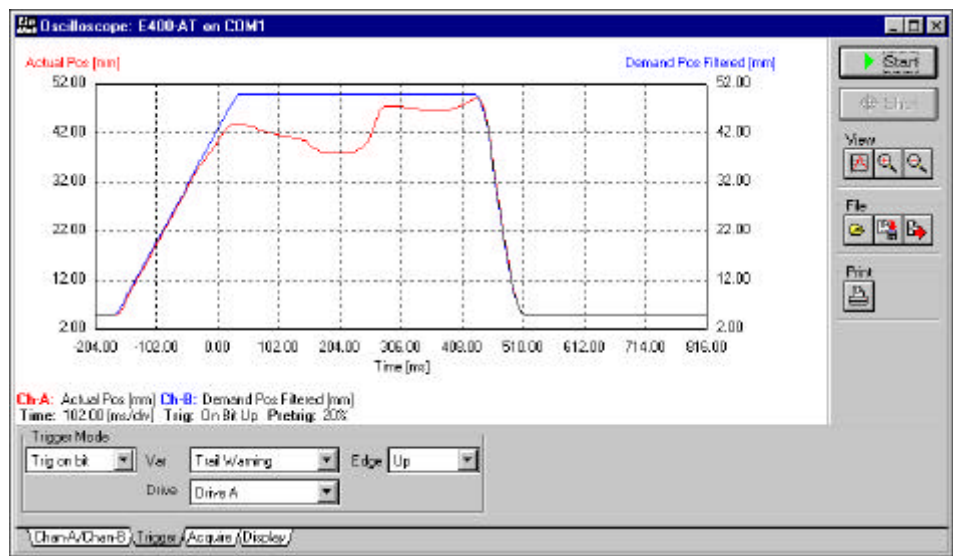 Oscilloscope: E400-AT on COM1
Actual Pos [mm]
Demand Pos Filtered [mm]
52.00
42.00
32.00
22.00
12.00
2.00
52.00
42.00
32.00
22.00
12.00
2.00
-204.00 -102.00 0.00 102.00 204.00 306.00 408.00 510.00 612.00 714.00 816.00
Time [ms]
Ch-A: Actual Pos [mm] Ch-B: Demand Pos Filtered [mm]
Time: 102.00 [ms/div] Trig: On Bit Up Pretrig: 20%
Start
View
File
Print
Trigger Mode
Trig on bit Var Trail Warning Edge Up
Drive Drive A
Chan-A/Chan-B Trigger Acquire Display